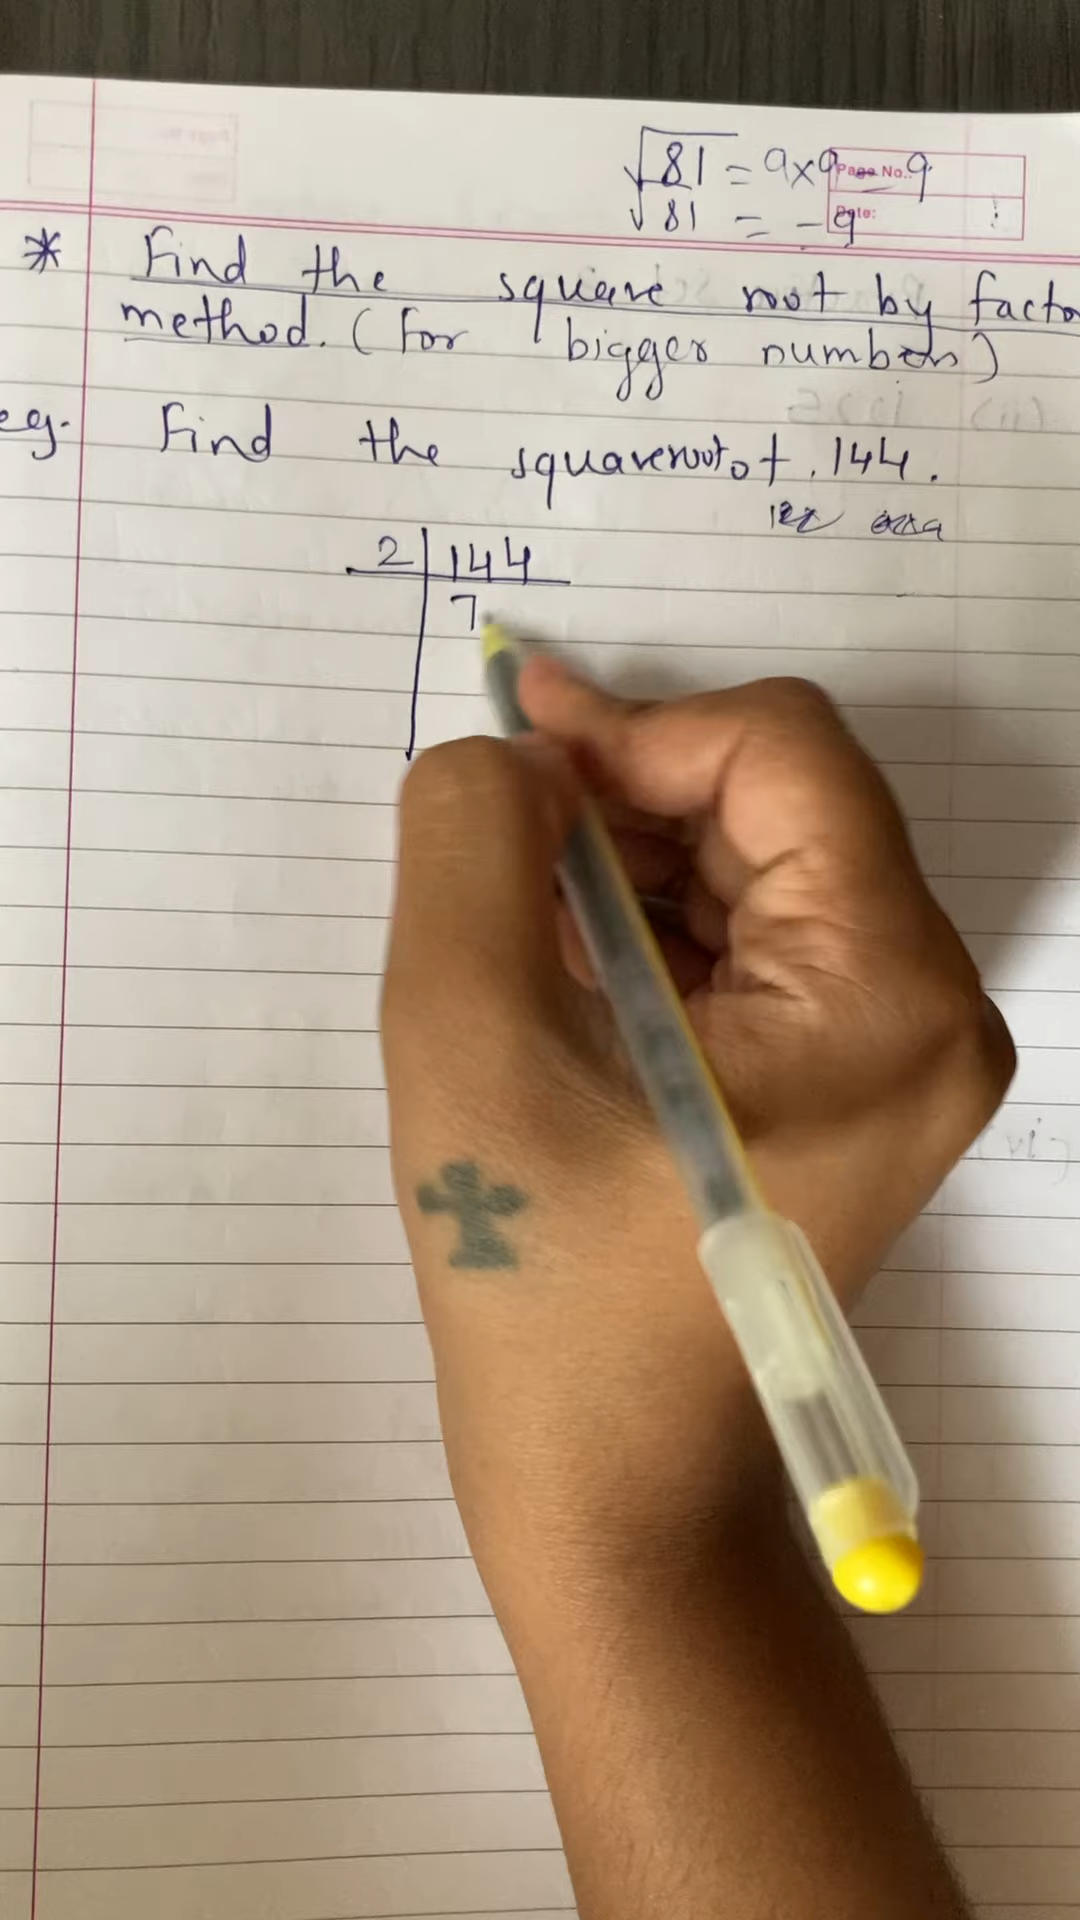 √81 = 9×9 = 9
Page No.:
√81 = -9
Date:
* Find the square root by facto
method. (For bigger numbers)
eg. Find the squareroot of 144.
2 | 144
7